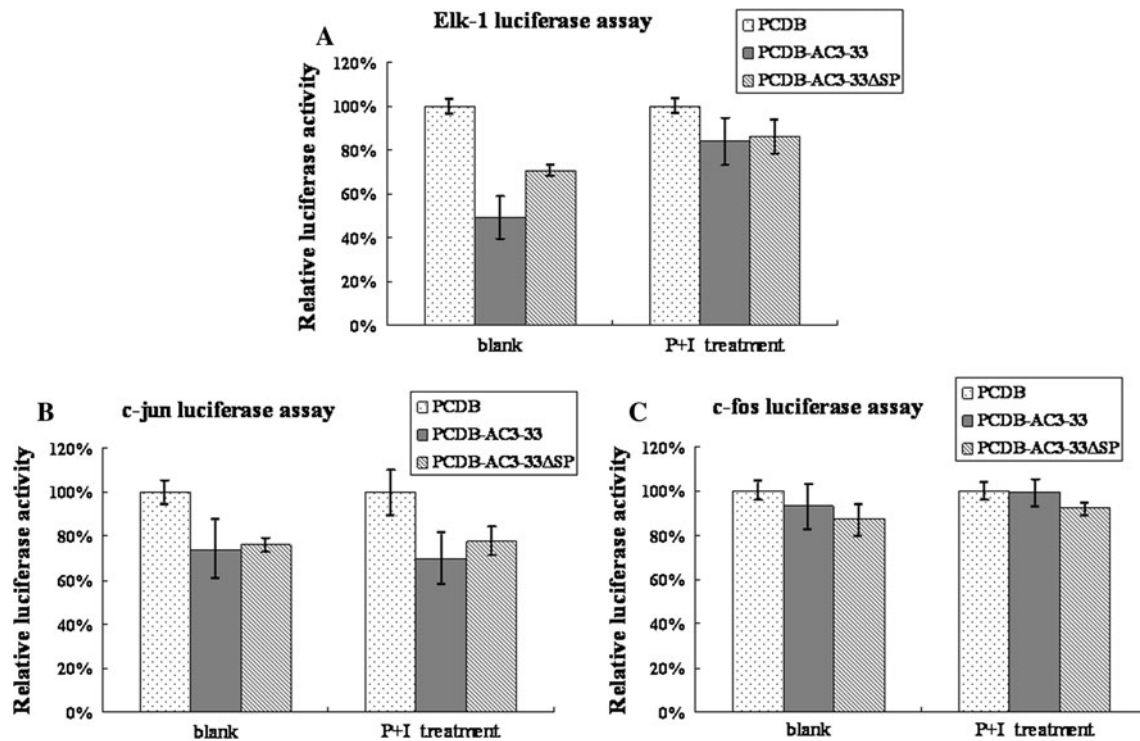 A
Elk-1 luciferase assay
PCDB
PCDB-AC3-33
PCDB-AC3-33ΔSP
Relative luciferase activity
120%
100%
80%
60%
40%
20%
0%
blank
P+I treatment
B
c-jun luciferase assay
PCDB
PCDB-AC3-33
PCDB-AC3-33ΔSP
Relative luciferase activity
120%
100%
80%
60%
40%
20%
0%
blank
P+I treatment
C
c-fos luciferase assay
PCDB
PCDB-AC3-33
PCDB-AC3-33ΔSP
Relative luciferase activity
120%
100%
80%
60%
40%
20%
0%
blank
P+I treatment